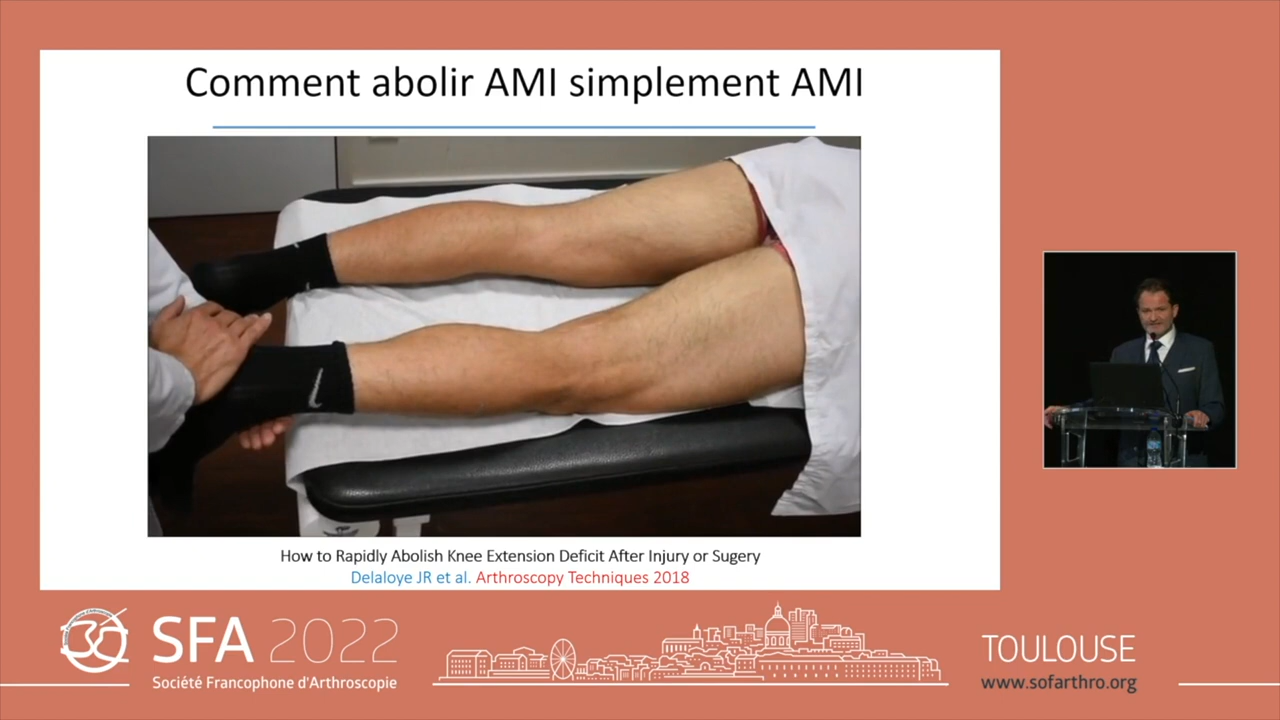 Comment abolir AMI simplement AMI
How to Rapidly Abolish Knee Extension Deficit After Injury or Sugery
Delaloye JR et al. Arthroscopy Techniques 2018
30
SFA 2022
Société Francophone d'Arthroscopie
TOULOUSE
www.sofarthro.org